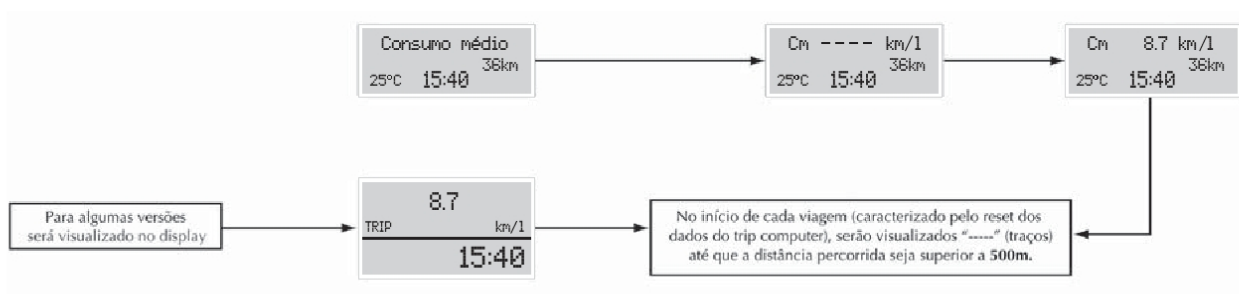 Consumo médio
36km
25°C 15:40
Cm ---- km/l
36km
25°C 15:40
Cm 8.7 km/l
36km
25°C 15:40
Para algumas versões
será visualizado no display
8.7
TRIP km/l
15:40
No início de cada viagem (caracterizado pelo reset dos
dados do trip computer), serão visualizados “-----” (traços)
até que a distância percorrida seja superior a 500m.